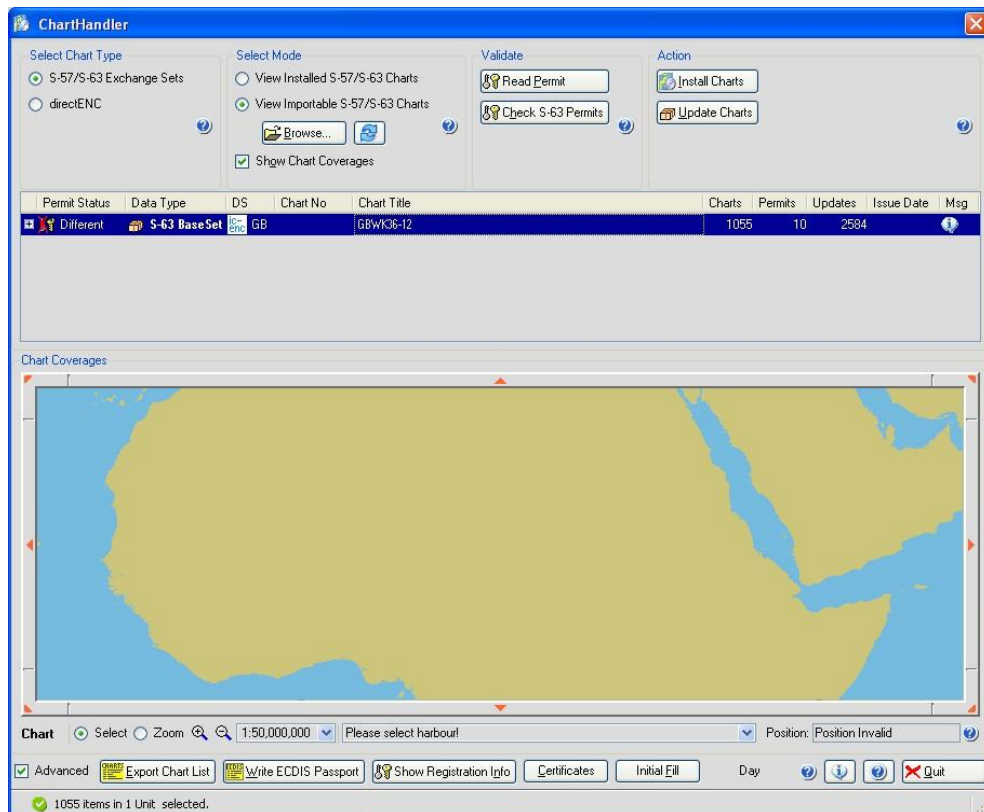 ChartHandler
Select Chart Type
S-57/S-63 Exchange Sets
directENC
Select Mode
View Installed S-57/S-63 Charts
View Importable S-57/S-63 Charts
Browse...
Show Chart Coverages
Validate
Read Permit
Check S-63 Permits
Action
Install Charts
Update Charts
Permit Status Data Type DS Chart No Chart Title Charts Permits Updates Issue Date Msg
Different S-63 BaseSet ic-enc GB GBWK36-12 1055 10 2584
Chart Coverages
Chart Select Zoom 1:50,000,000 Please select harbour! Position: Position Invalid
Advanced CHARTS Export Chart List ECDIS Write ECDIS Passport Show Registration Info Certificates Initial Fill Day Quit
1055 items in 1 Unit selected.